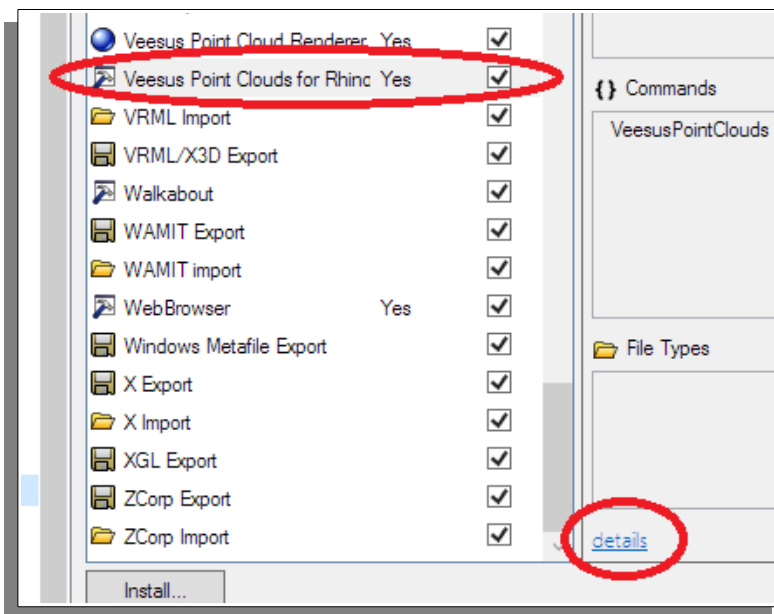 Veesus Point Cloud Renderer Yes
Veesus Point Clouds for Rhinc Yes
VRML Import
VRML/X3D Export
Walkabout
WAMIT Export
WAMIT import
WebBrowser Yes
Windows Metafile Export
X Export
X Import
XGL Export
ZCorp Export
ZCorp Import
Install...
{} Commands
VeesusPointClouds
File Types
details